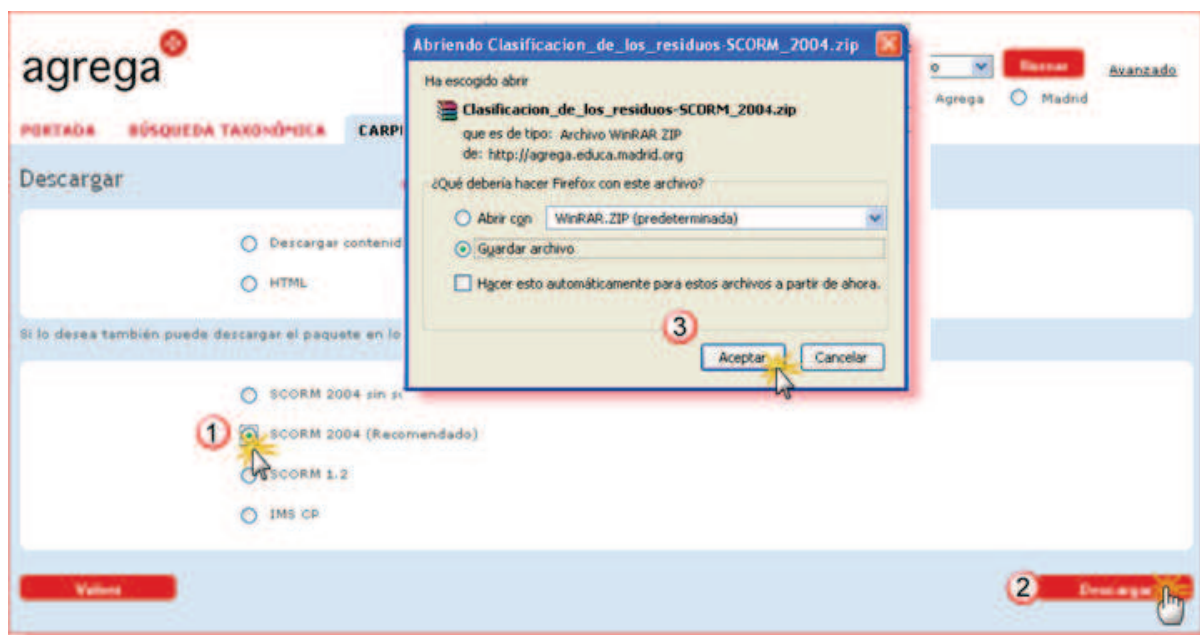 agrega
PORTADA BÚSQUEDA TAXONÓMICA CARP
o Buscar Avanzado
Agrega Madrid
Descargar
Descargar contenid
HTML
Si lo desea también puede descargar el paquete en lo
SCORM 2004 sin s
1 SCORM 2004 (Recomendado)
SCORM 1.2
IMS CP
Volver
2 Descargar
Abriendo Clasificacion_de_los_residuos-SCORM_2004.zip
Ha escogido abrir
Clasificacion_de_los_residuos-SCORM_2004.zip
que es de tipo: Archivo WinRAR ZIP
de: http://agrega.educa.madrid.org
¿Qué debería hacer Firefox con este archivo?
Abrir con WinRAR.ZIP (predeterminada)
Guardar archivo
Hacer esto automáticamente para estos archivos a partir de ahora.
3
Aceptar Cancelar